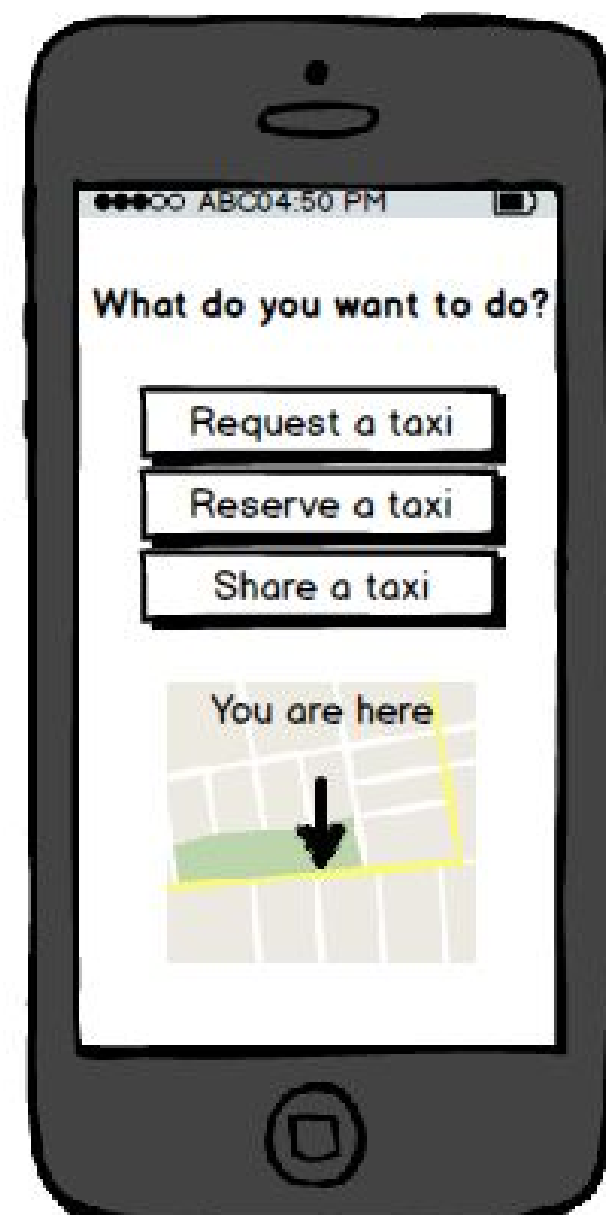 ABC04:50 PM
What do you want to do?
Request a taxi
Reserve a taxi
Share a taxi
You are here